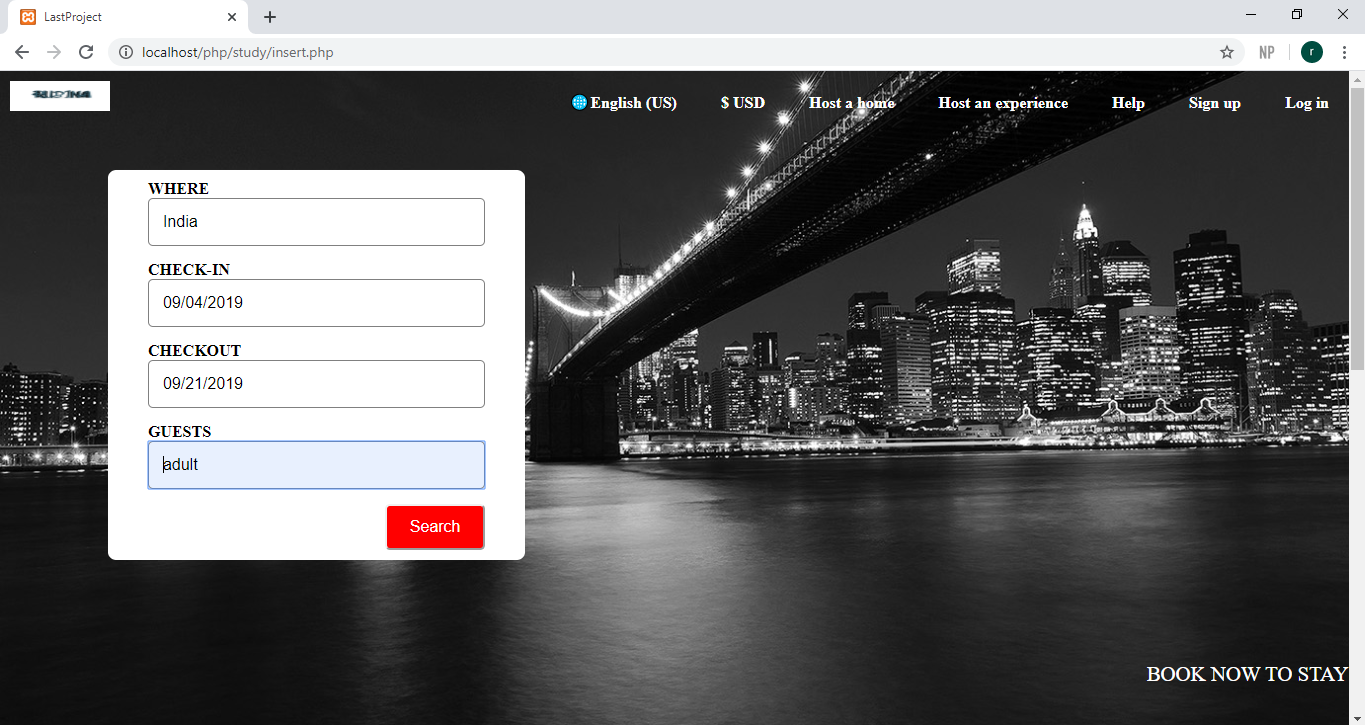 LastProject
localhost/php/study/insert.php
NP
r
English (US) $ USD Host a home Host an experience Help Sign up Log in
WHERE
India
CHECK-IN
09/04/2019
CHECKOUT
09/21/2019
GUESTS
adult
Search
BOOK NOW TO STAY